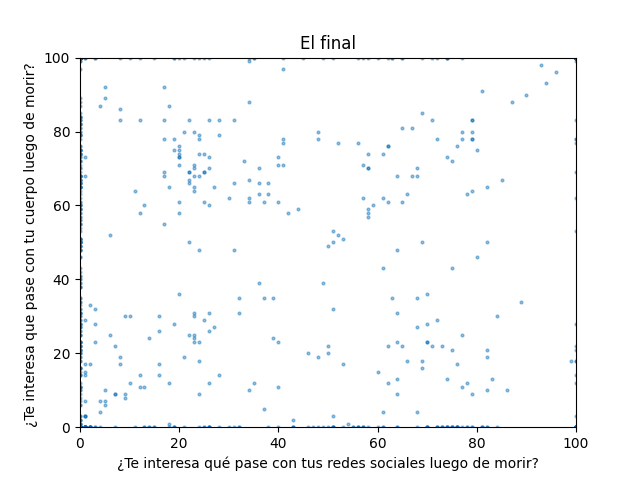 El final
¿Te interesa que pase con tu cuerpo luego de morir?
100
80
60
40
20
0
0 20 40 60 80 100
¿Te interesa qué pase con tus redes sociales luego de morir?